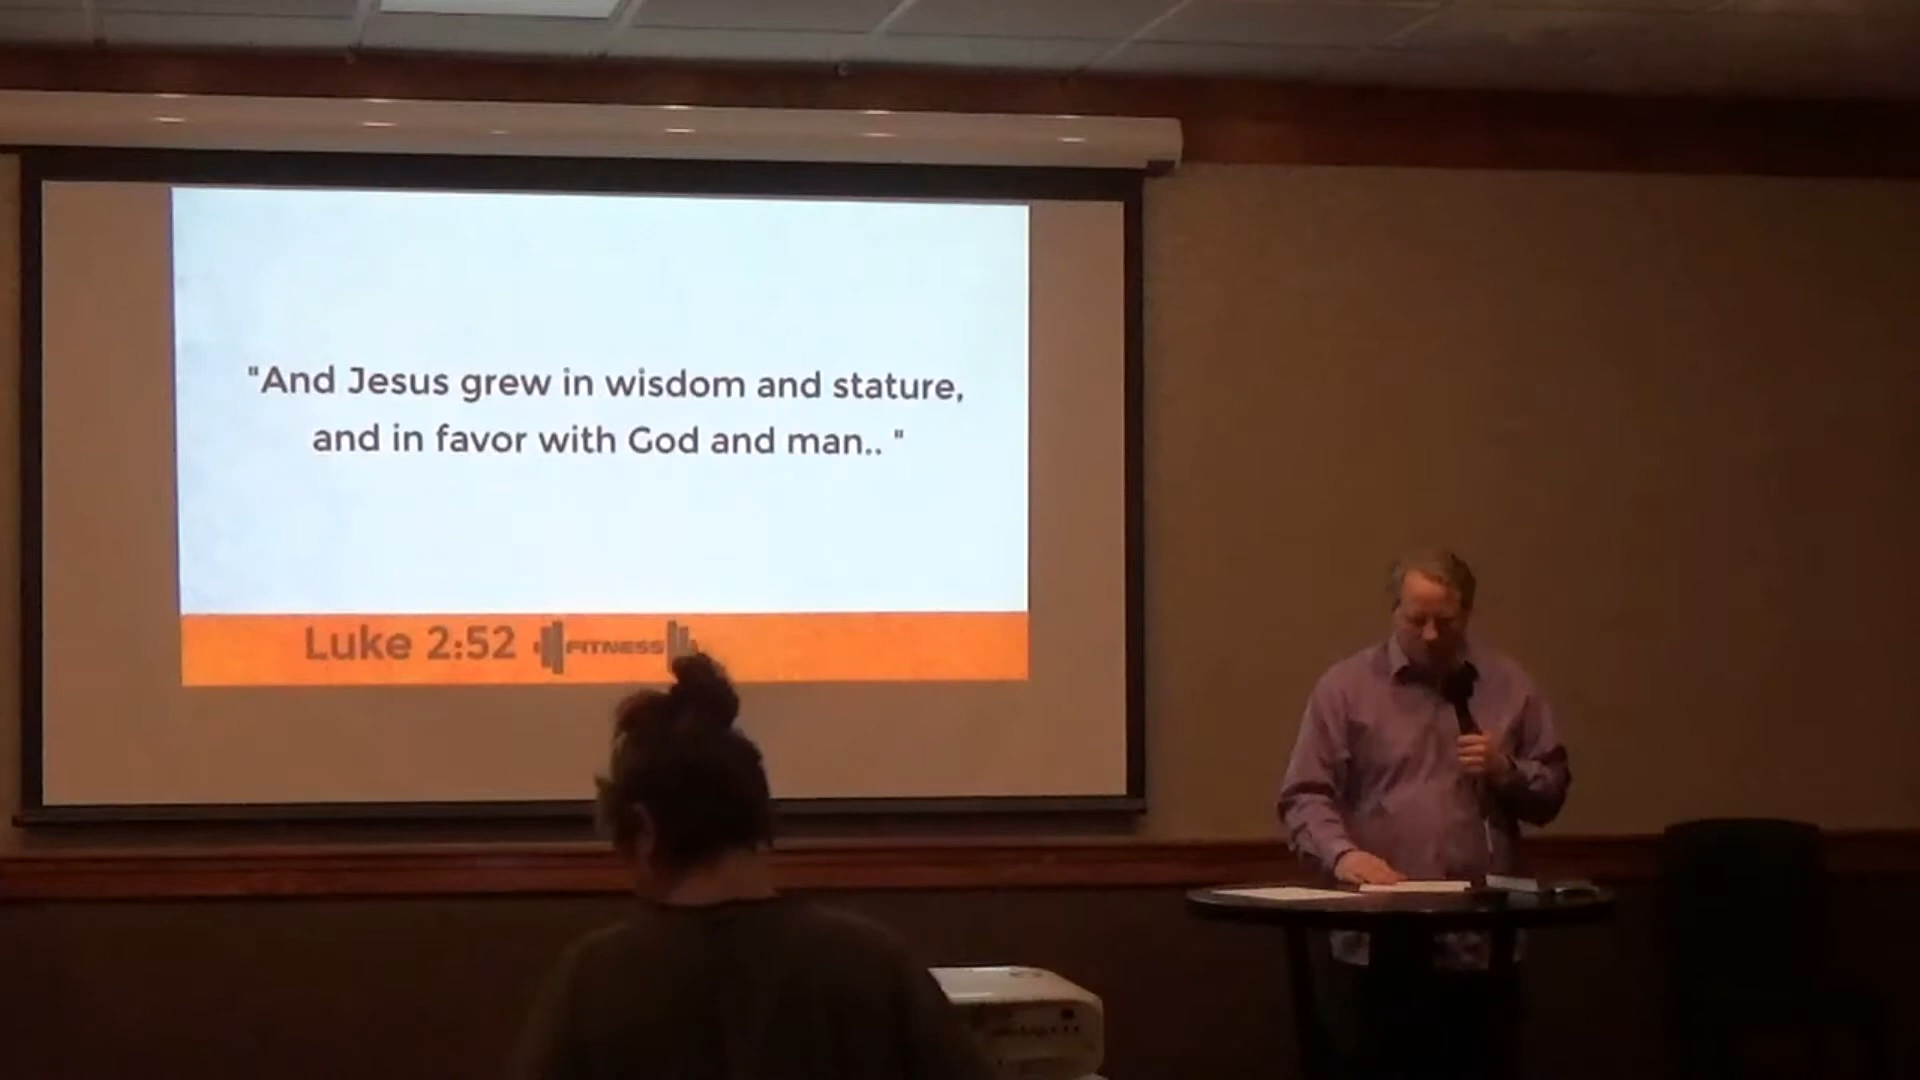 "And Jesus grew in wisdom and stature,
and in favor with God and man.. "
Luke 2:52 FITNESS